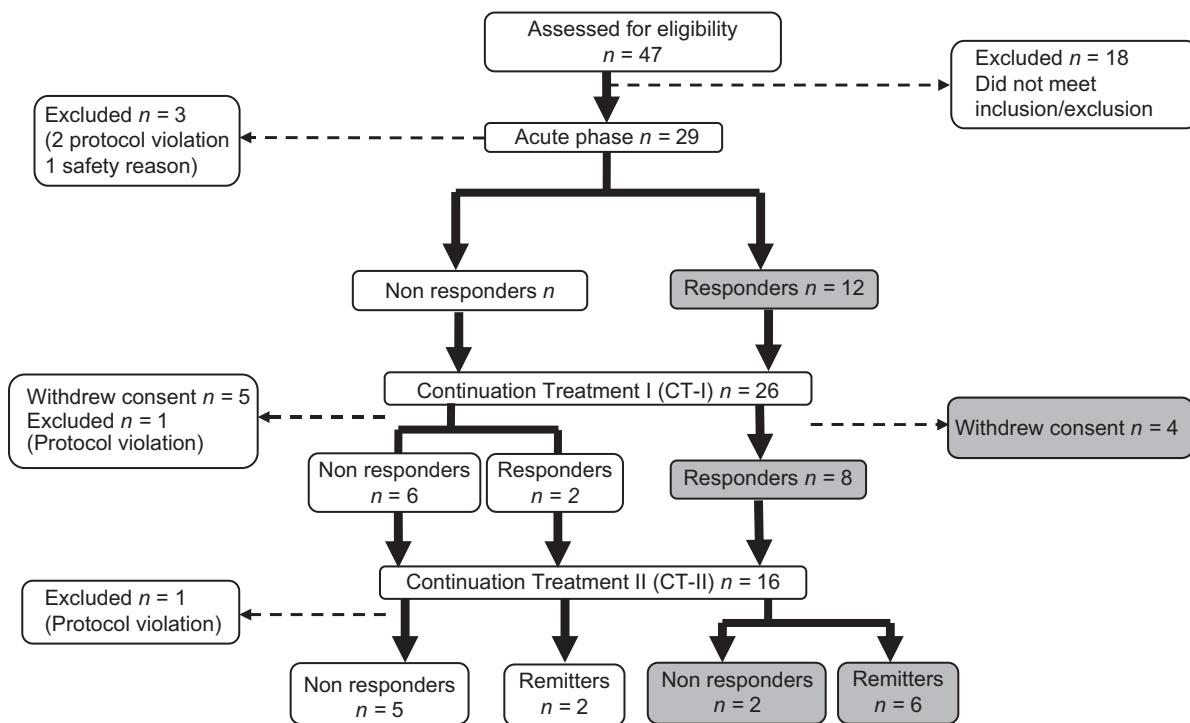 Assessed for eligibility
n = 47
Excluded n = 18
Did not meet
inclusion/exclusion
Excluded n = 3
(2 protocol violation
1 safety reason)
Acute phase n = 29
Non responders n
Responders n = 12
Continuation Treatment I (CT-I) n = 26
Withdrew consent n = 5
Excluded n = 1
(Protocol violation)
Withdrew consent n = 4
Non responders
n = 6
Responders
n = 2
Responders n = 8
Continuation Treatment II (CT-II) n = 16
Excluded n = 1
(Protocol violation)
Non responders
n = 5
Remitters
n = 2
Non responders
n = 2
Remitters
n = 6